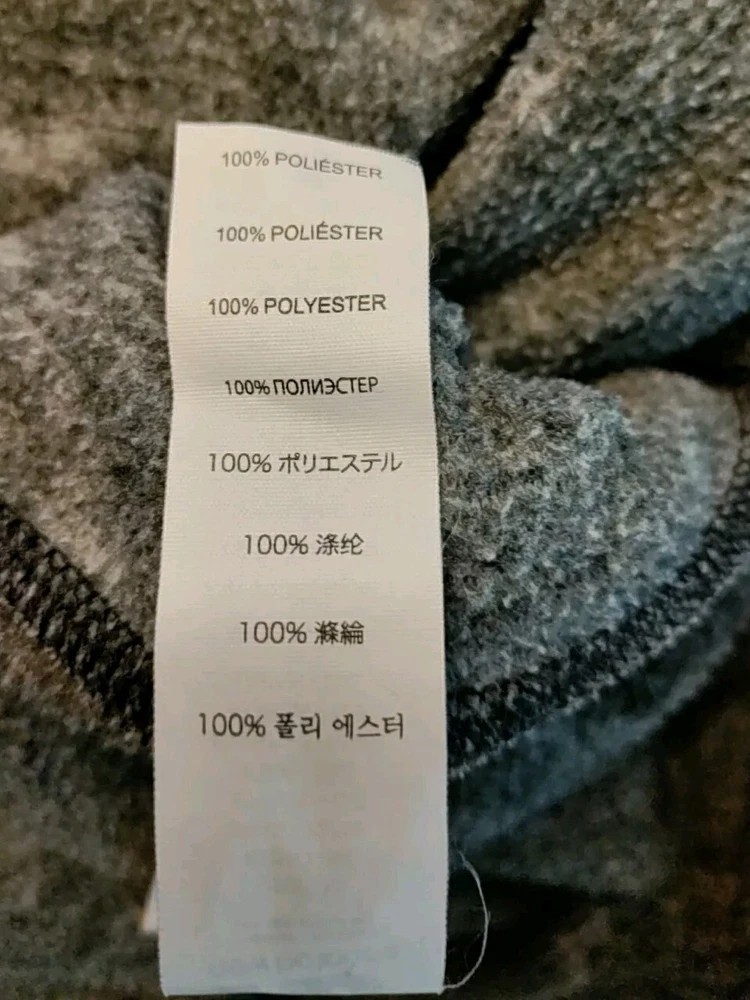 100% POLIÉSTER
100% POLIÉSTER
100% POLYESTER
100% ПОЛИЭСТЕР
100% ポリエステル
100% 涤纶
100% 滌綸
100% 폴리 에스터